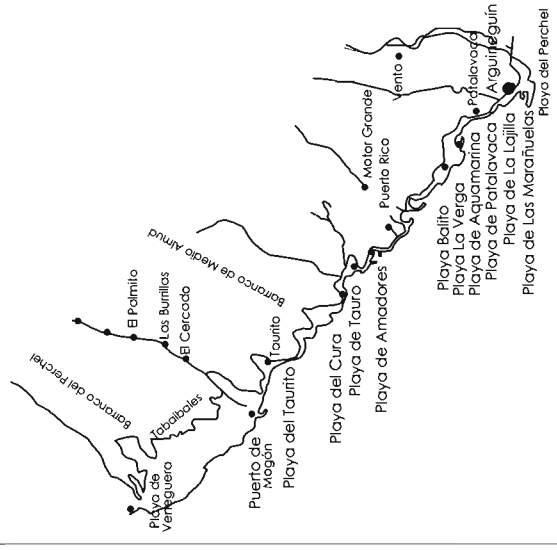 Barranco del Perchel
El Palmito
Las Burrillas
El Cercado
Barranco de Medio Almud
Motor Grande
Puerto Rico
Vento
Patalavaca
Arguineguín
Playa del Perchel
Tabaibales
Taurito
Playa de
Veneguero
Puerto de
Mogán
Playa del Taurito
Playa del Cura
Playa de Tauro
Playa de Amadores
Playa Balito
Playa La Verga
Playa de Aquamarina
Playa de Patalavaca
Playa de La Lajilla
Playa de Las Marañuelas